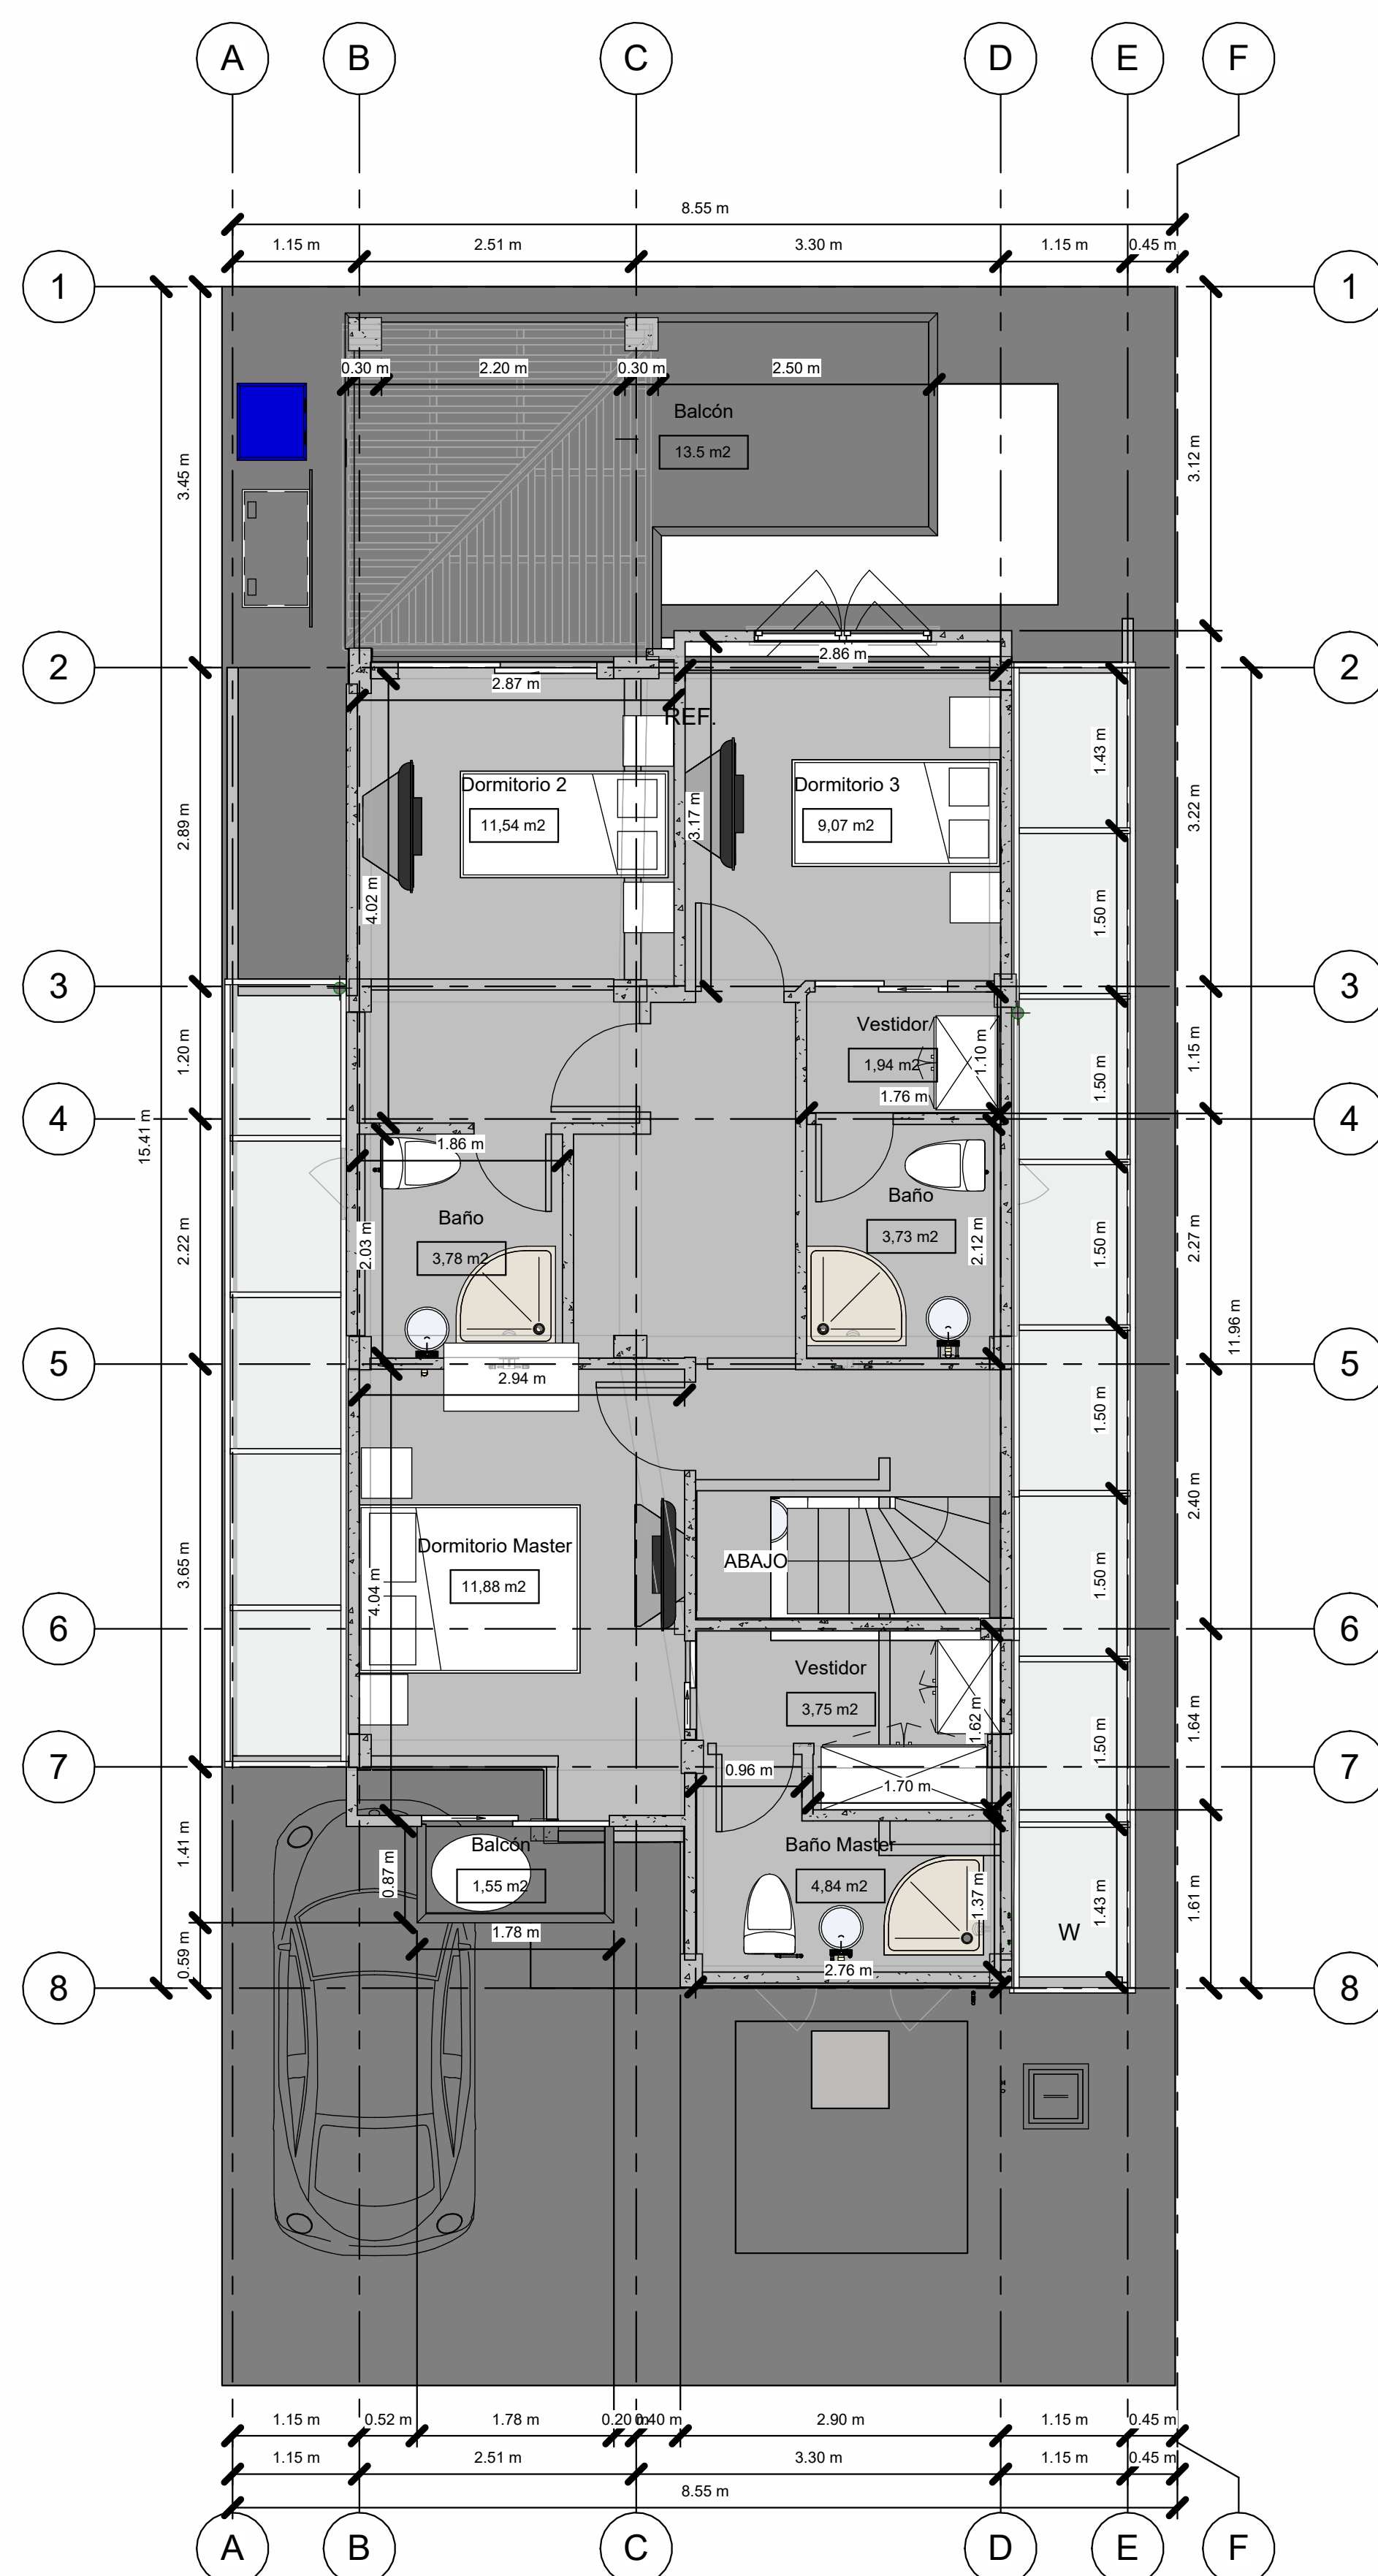 A B C D E F
8.55 m
1.15 m 2.51 m 3.30 m 1.15 m 0.45 m
1 1
0.30 m 2.20 m 0.30 m 2.50 m
Balcón
13.5 m2
3.45 m
3.12 m
2.86 m
2 2
2.87 m
REF.
1.43 m
Dormitorio 2
11,54 m2
Dormitorio 3
9,07 m2
3.17 m
2.89 m
3.22 m
4.02 m
1.50 m
3 3
Vestidor
1,94 m2
1.10 m
1.76 m
1.20 m
1.50 m
1.15 m
4 4
15.41 m
1.86 m
Baño
3,78 m2
2.03 m
Baño
3,73 m2
2.12 m
2.22 m
1.50 m
2.27 m
11.96 m
5 5
2.94 m
1.50 m
2.40 m
Dormitorio Master
11,88 m2
4.04 m
ABAJO
3.65 m
1.50 m
6 6
Vestidor
3,75 m2
1.62 m
1.50 m
1.64 m
7 7
0.96 m
1.70 m
Balcón
1,55 m2
0.87 m
1.78 m
Baño Master
4,84 m2
1.37 m
2.76 m
1.41 m
1.43 m
W
1.61 m
0.59 m
8 8
1.15 m 0.52 m 1.78 m 0.20 m 0.40 m 2.90 m 1.15 m 0.45 m
1.15 m 2.51 m 3.30 m 1.15 m 0.45 m
8.55 m
A B C D E F